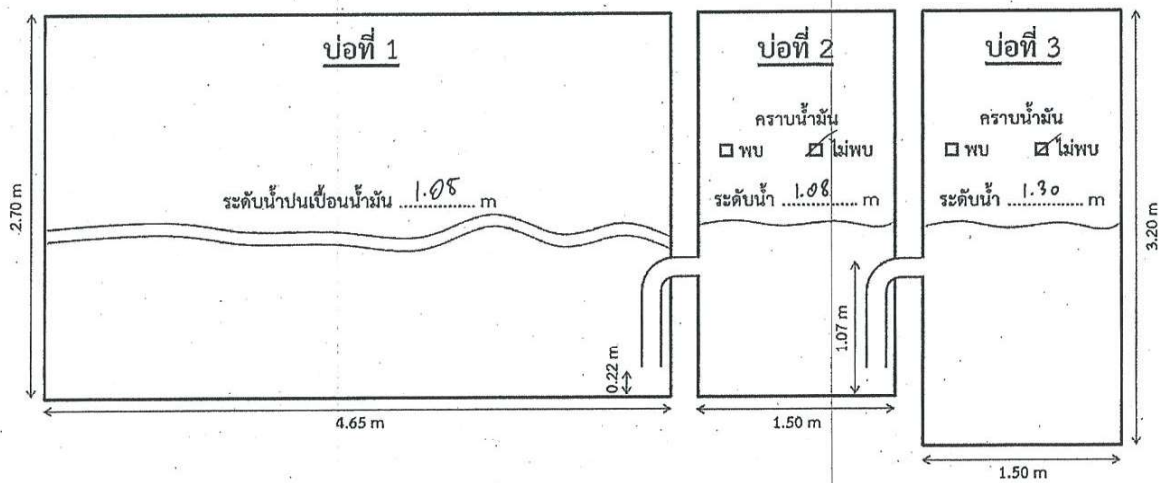 บ่อที่ 1
ระดับน้ำปนเปื้อนน้ำมัน 1.08 m
2.70 m
0.22 m
4.65 m
บ่อที่ 2
คราบน้ำมัน
☐ พบ ☑ ไม่พบ
ระดับน้ำ 1.08 m
1.07 m
1.50 m
บ่อที่ 3
คราบน้ำมัน
☐ พบ ☑ ไม่พบ
ระดับน้ำ 1.30 m
3.20 m
1.50 m